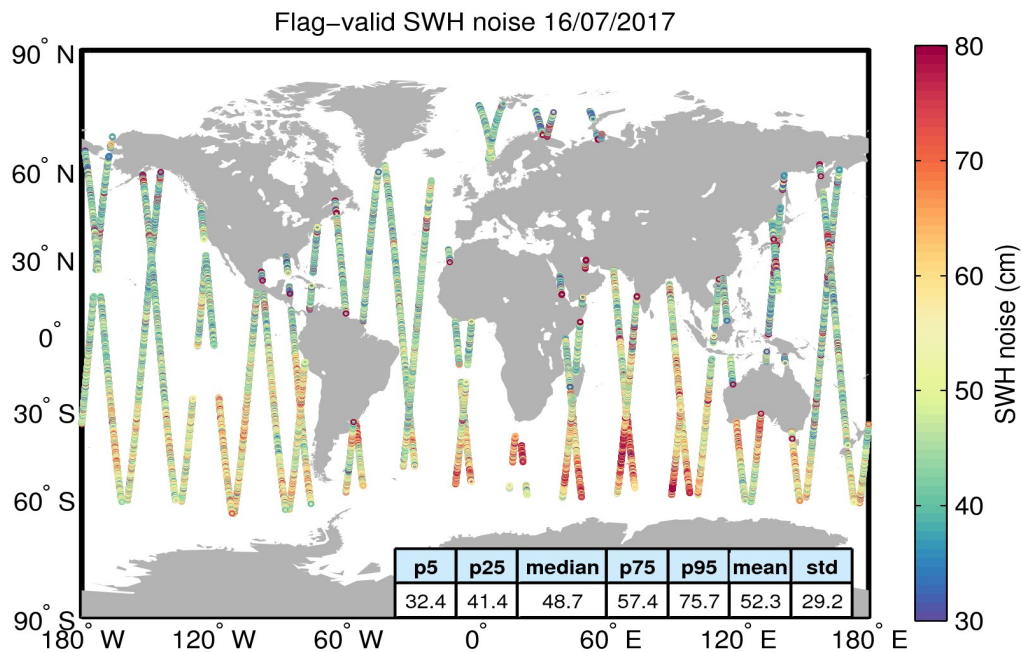 Flag−valid SWH noise 16/07/2017
90° N
60° N
30° N
0°
30° S
60° S
90° S
180° W
120° W
60° W
0°
60° E
120° E
180° E
80
70
60
50
40
30
SWH noise (cm)
p5 p25 median p75 p95 mean std
32.4 41.4 48.7 57.4 75.7 52.3 29.2